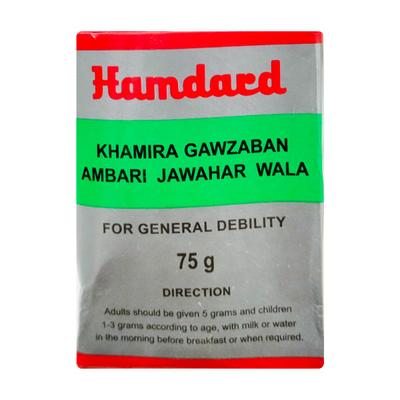 Hamdard
KHAMIRA GAWZABAN
AMBARI JAWAHAR WALA
FOR GENERAL DEBILITY
75 g
DIRECTION
Adults should be given 5 grams and children
1-3 grams according to age, with milk or water
in the morning before breakfast or when required.